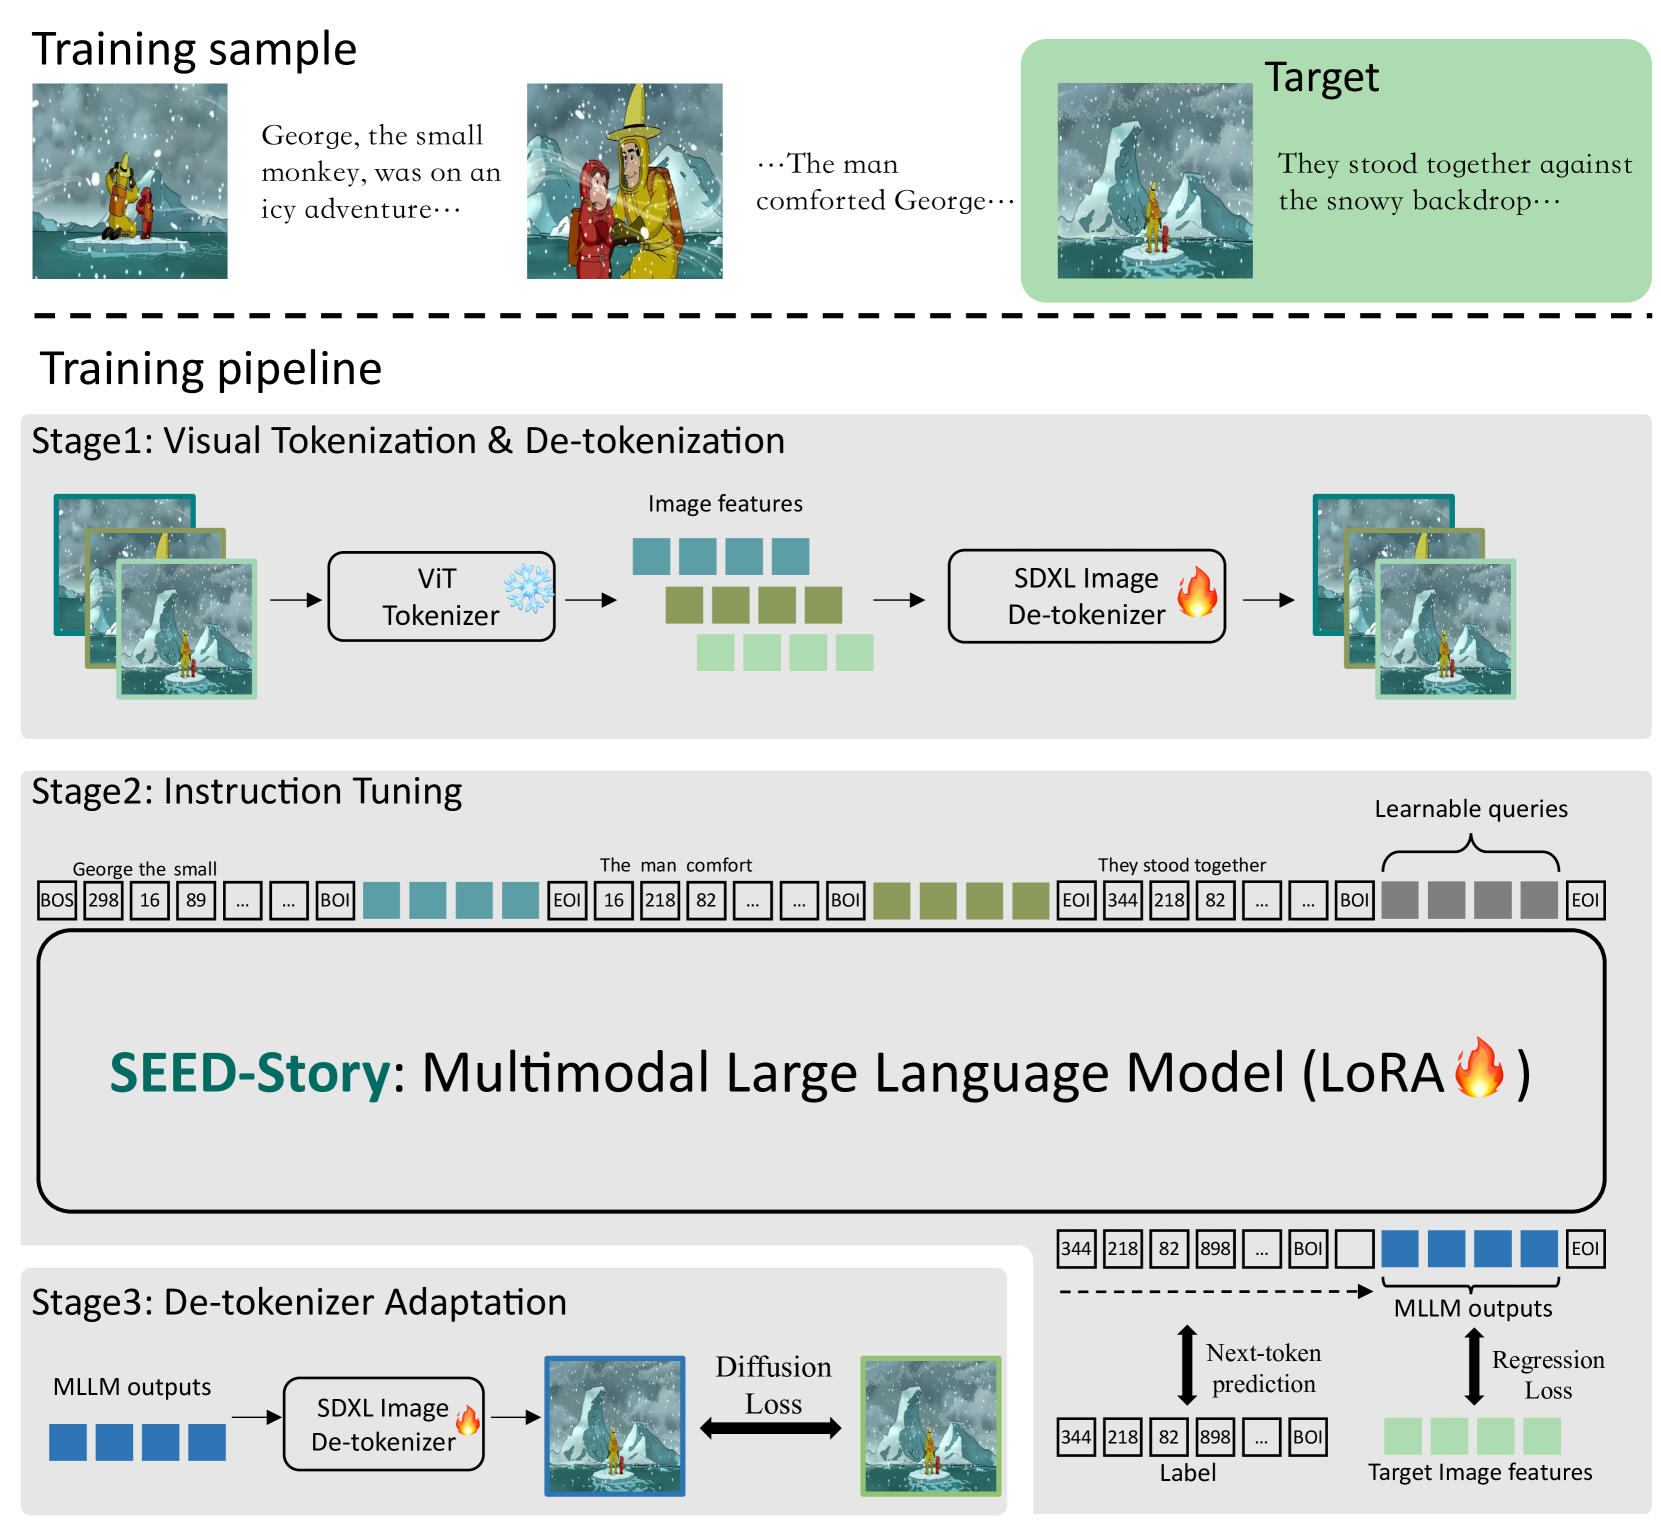 Training sample
George, the small
monkey, was on an
icy adventure⋯
⋯The man
comforted George⋯
Target
They stood together against
the snowy backdrop⋯
Training pipeline
Stage1: Visual Tokenization & De-tokenization
ViT
Tokenizer
Image features
SDXL Image
De-tokenizer
Stage2: Instruction Tuning
Learnable queries
George the small
The man comfort
They stood together
BOS 298 16 89 ... ... BOI EOI 16 218 82 ... ... BOI EOI 344 218 82 ... ... BOI EOI
SEED-Story: Multimodal Large Language Model (LoRA )
344 218 82 898 ... BOI EOI
MLLM outputs
Next-token
prediction
Regression
Loss
344 218 82 898 ... BOI
Label
Target Image features
Stage3: De-tokenizer Adaptation
MLLM outputs
SDXL Image
De-tokenizer
Diffusion
Loss